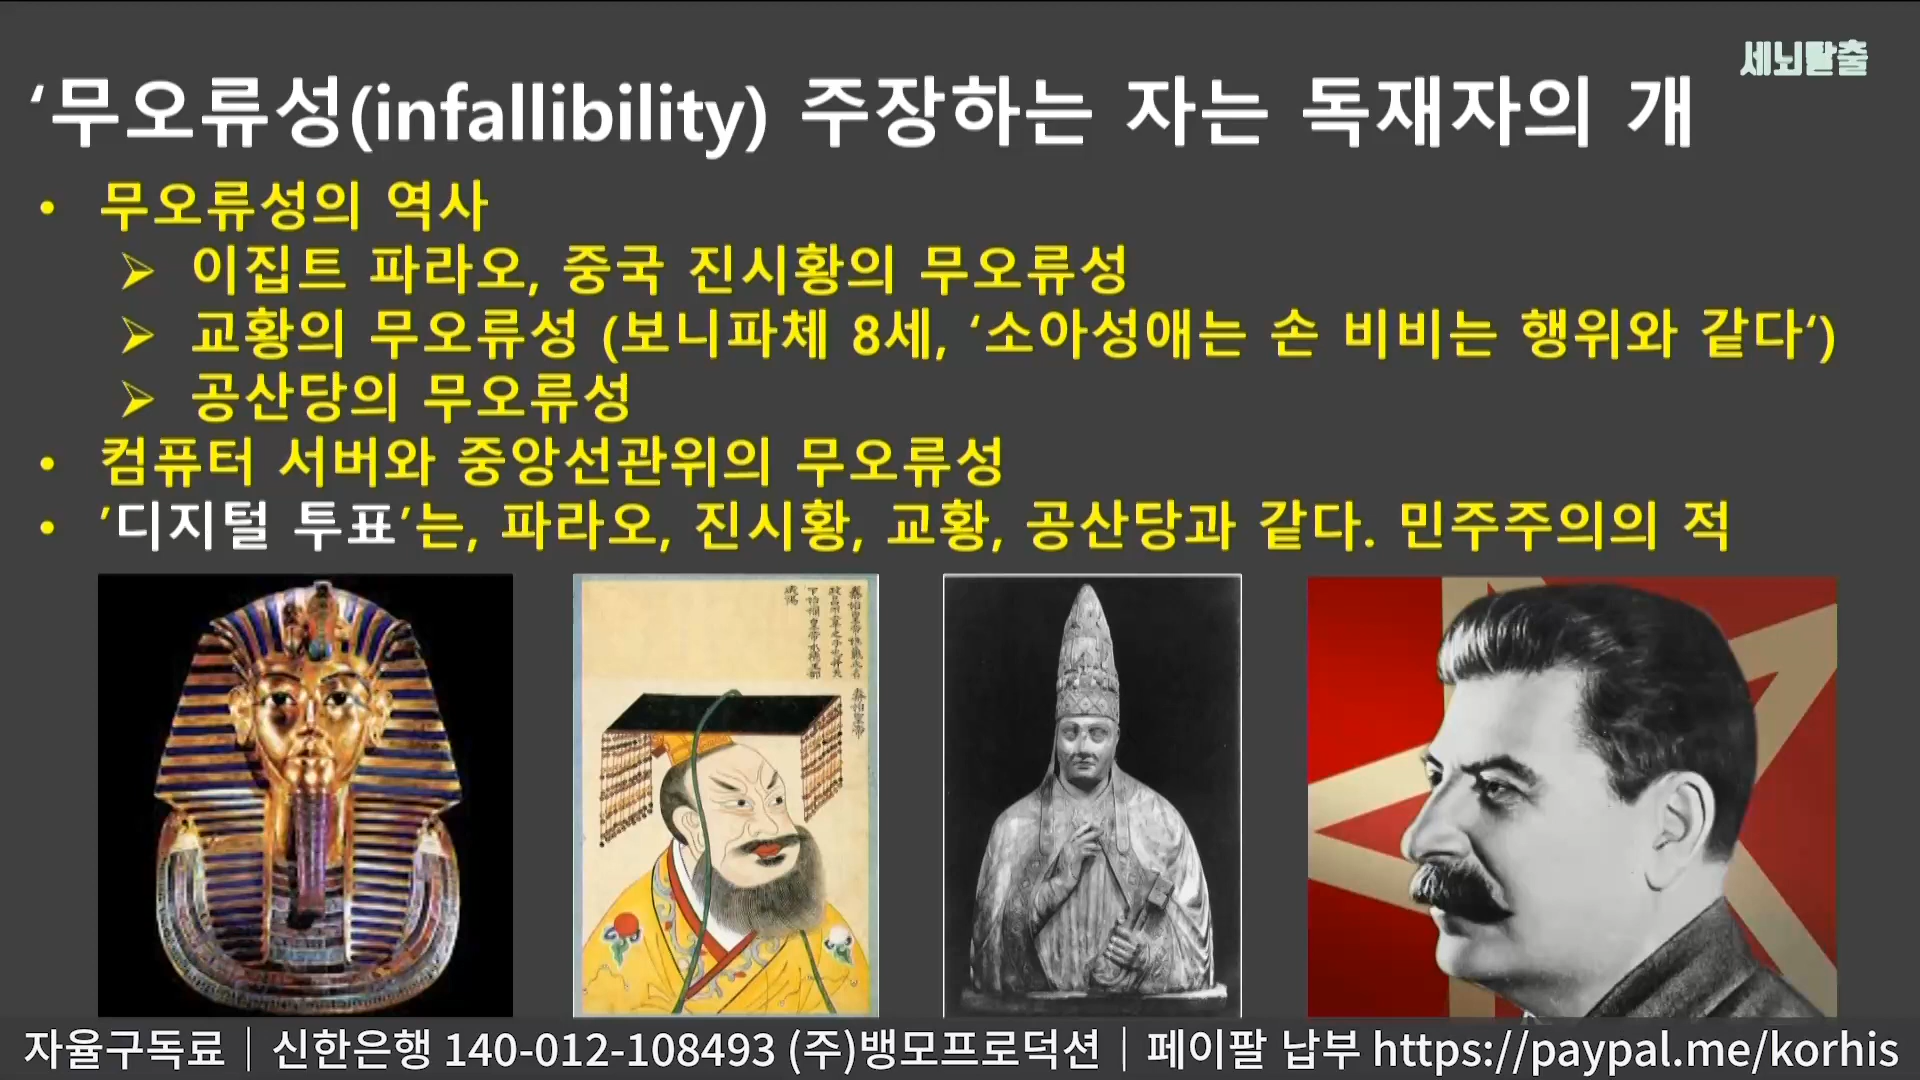 세뇌탈출
‘무오류성(infallibility) 주장하는 자는 독재자의 개
• 무오류성의 역사
➢ 이집트 파라오, 중국 진시황의 무오류성
➢ 교황의 무오류성 (보니파체 8세, ‘소아성애는 손 비비는 행위와 같다‘)
➢ 공산당의 무오류성
• 컴퓨터 서버와 중앙선관위의 무오류성
• ’디지털 투표’는, 파라오, 진시황, 교황, 공산당과 같다. 민주주의의 적
秦始皇帝
자율구독료｜신한은행 140-012-108493 (주)뱅모프로덕션｜페이팔 납부 https://paypal.me/korhis